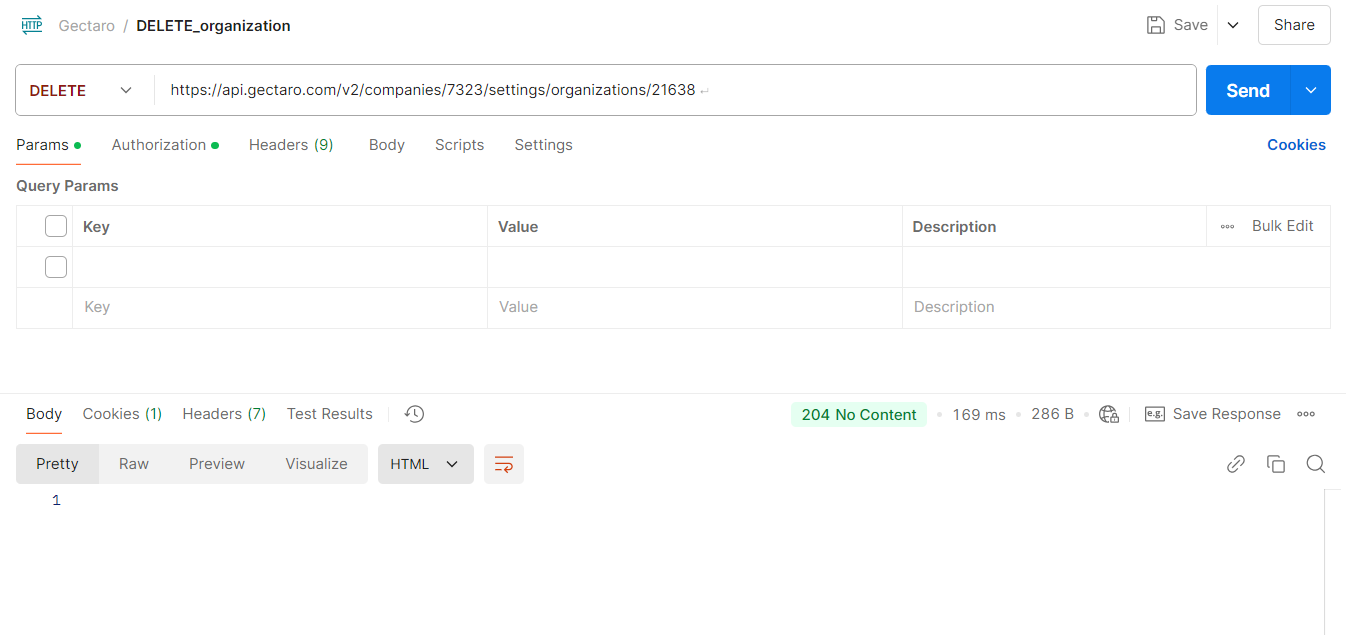 HTTP Gectaro / DELETE_organization Save Share
DELETE https://api.gectaro.com/v2/companies/7323/settings/organizations/21638 ↵ Send
Params Authorization Headers (9) Body Scripts Settings Cookies
Query Params
Key Value Description Bulk Edit
Key Value Description
Body Cookies (1) Headers (7) Test Results 204 No Content 169 ms 286 B e.g. Save Response
Pretty Raw Preview Visualize HTML
1